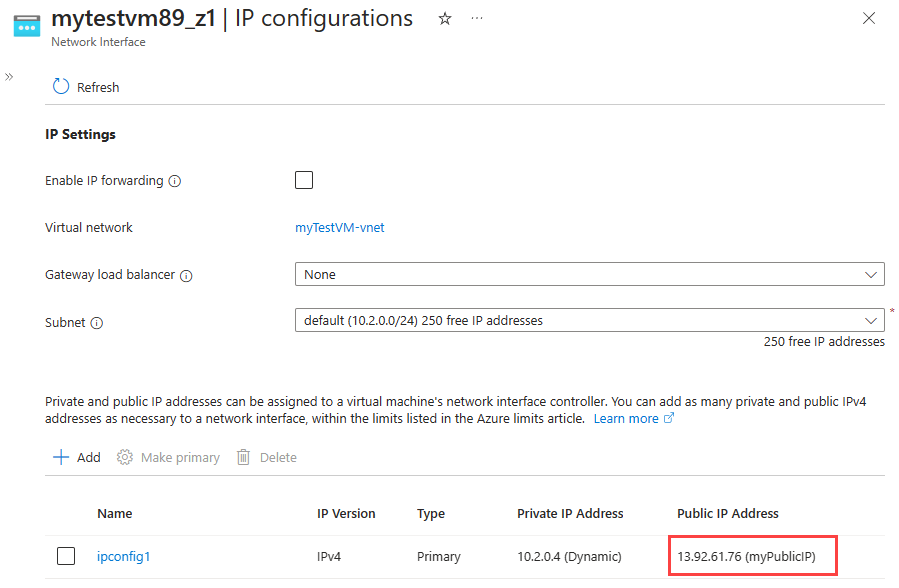 mytestvm89_z1 | IP configurations
Network Interface
Refresh
IP Settings
Enable IP forwarding
Virtual network myTestVM-vnet
Gateway load balancer None
Subnet default (10.2.0.0/24) 250 free IP addresses *
250 free IP addresses
Private and public IP addresses can be assigned to a virtual machine's network interface controller. You can add as many private and public IPv4
addresses as necessary to a network interface, within the limits listed in the Azure limits article. Learn more
Add Make primary Delete
Name IP Version Type Private IP Address Public IP Address
ipconfig1 IPv4 Primary 10.2.0.4 (Dynamic) 13.92.61.76 (myPublicIP)